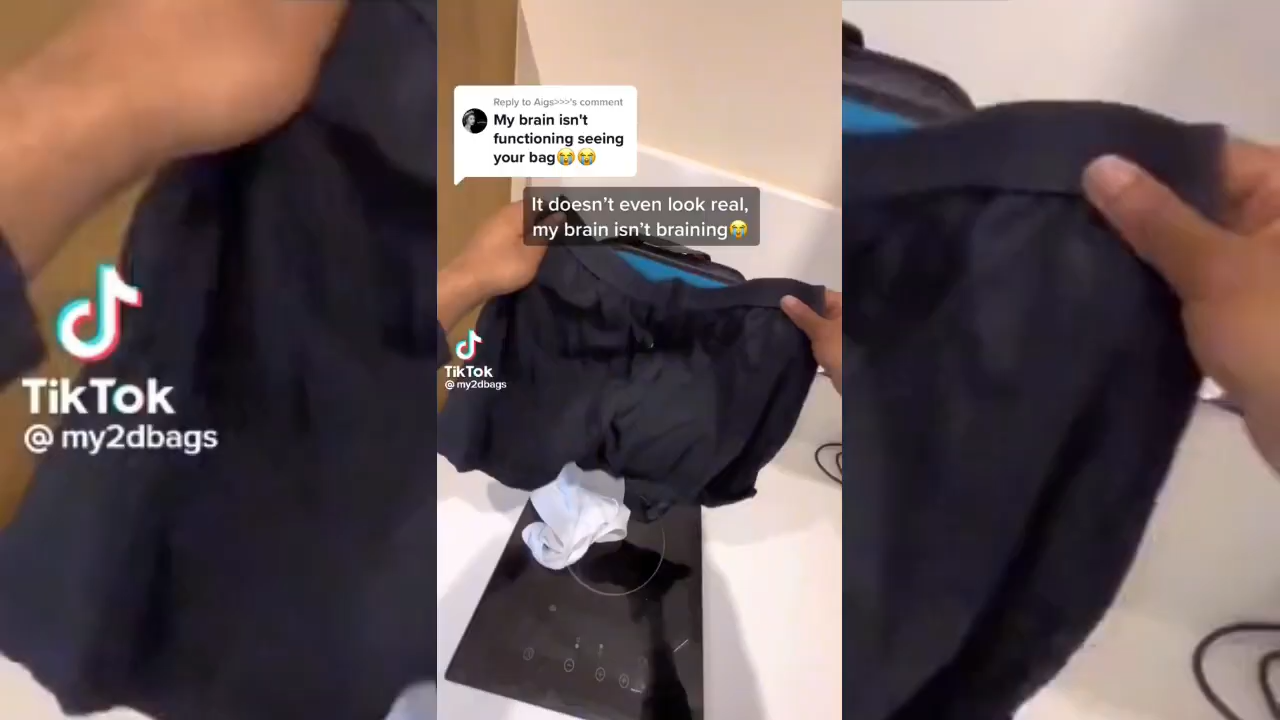 Reply to Aigs>>>'s comment
My brain isn't
functioning seeing
your bag😭😭
It doesn’t even look real,
my brain isn’t braining😭
TikTok
@my2dbags
TikTok
@ my2dbags